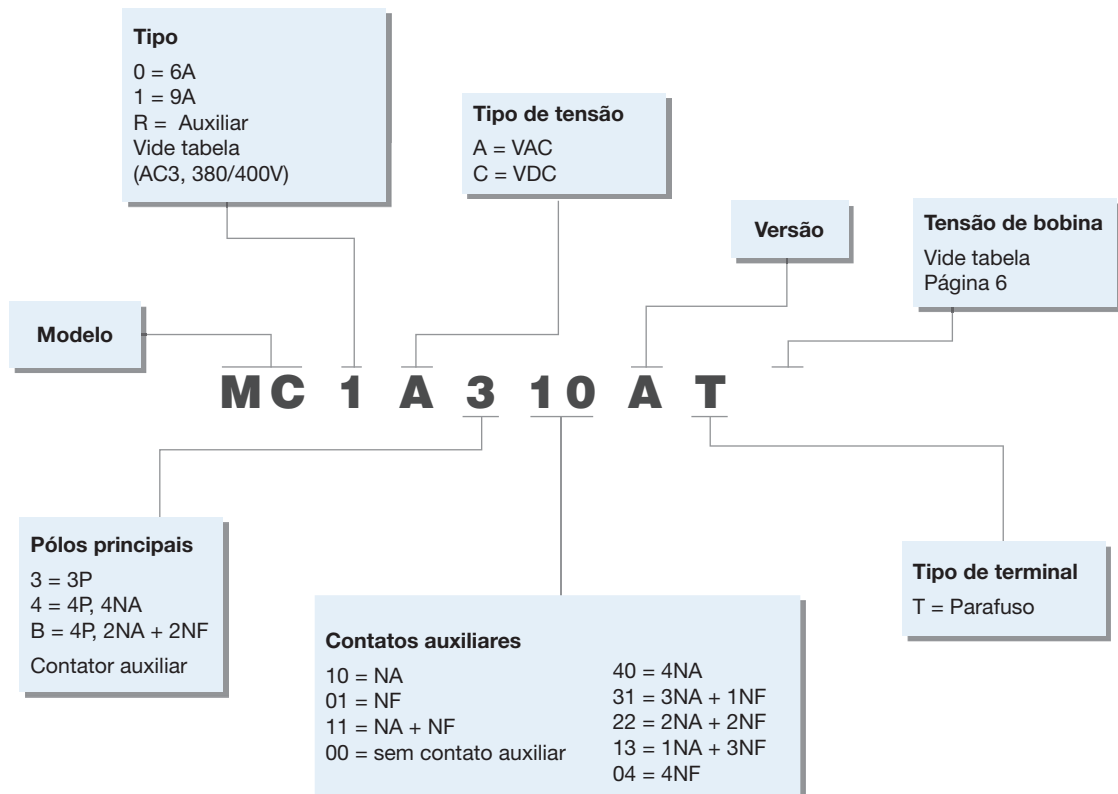 Tipo
0 = 6A
1 = 9A
R = Auxiliar
Vide tabela
(AC3, 380/400V)
Tipo de tensão
A = VAC
C = VDC
Versão
Tensão de bobina
Vide tabela
Página 6
Modelo
MC 1 A 3 10 A T
Pólos principais
3 = 3P
4 = 4P, 4NA
B = 4P, 2NA + 2NF
Contator auxiliar
Contatos auxiliares
10 = NA
01 = NF
11 = NA + NF
00 = sem contato auxiliar
40 = 4NA
31 = 3NA + 1NF
22 = 2NA + 2NF
13 = 1NA + 3NF
04 = 4NF
Tipo de terminal
T = Parafuso